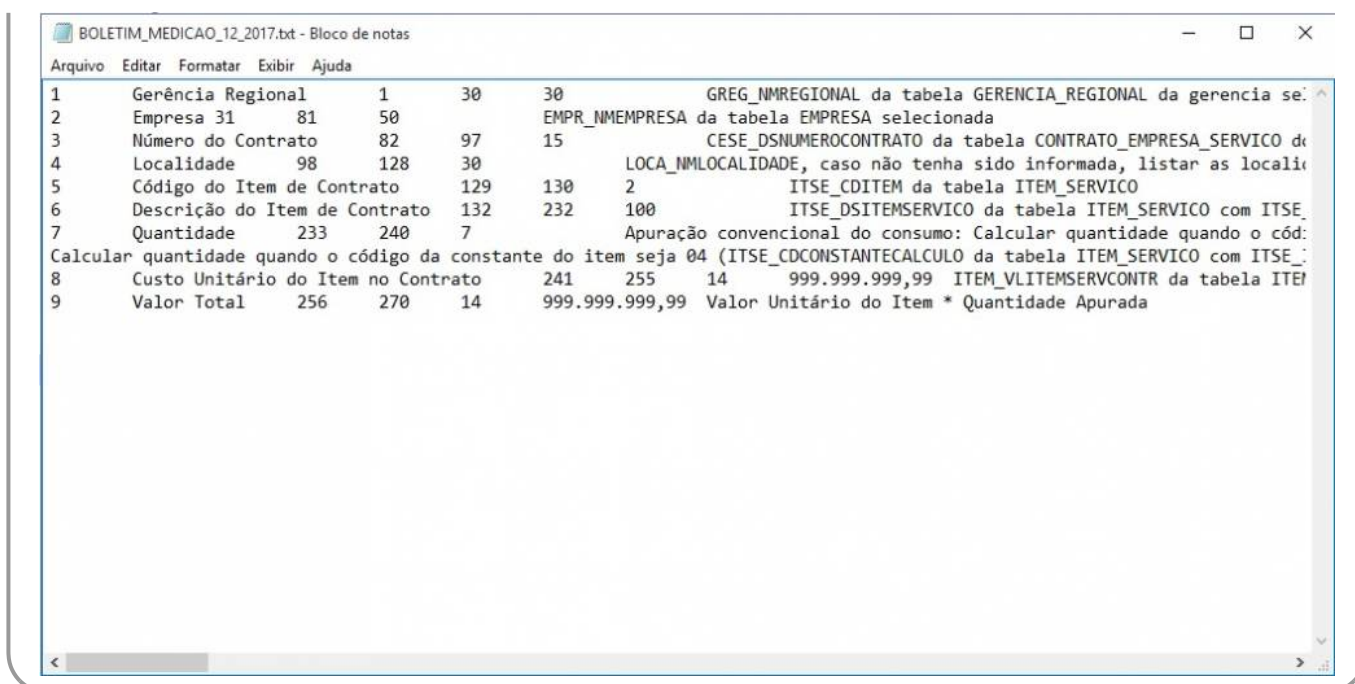 BOLETIM_MEDICAO_12_2017.txt - Bloco de notas
Arquivo Editar Formatar Exibir Ajuda
1 Gerência Regional 1 30 30 GREG_NMREGIONAL da tabela GERENCIA_REGIONAL da gerencia
2 Empresa 31 81 50 EMPR_NMEMPRESA da tabela EMPRESA selecionada
3 Número do Contrato 82 97 15 CESE_DSNUMEROCONTRATO da tabela CONTRATO_EMPRESA_SERVICO
4 Localidade 98 128 30 LOCA_NMLOCALIDADE, caso não tenha sido informada, listar as
5 Código do Item de Contrato 129 130 2 ITSE_CDITEM da tabela ITEM_SERVICO
6 Descrição do Item de Contrato 132 232 100 ITSE_DSITEMSERVICO da tabela ITEM_SERVICO com ITSE_
7 Quantidade 233 240 7 Apuração convencional do consumo: Calcular quantidade quando o
Calcular quantidade quando o código da constante do item seja 04 (ITSE_CDCONSTANTECALCULO da tabela ITEM_SERVICO com ITSE_
8 Custo Unitário do Item no Contrato 241 255 14 999.999.999,99 ITEM_VLITEMSERVCONTR da tabela
9 Valor Total 256 270 14 999.999.999,99 Valor Unitário do Item * Quantidade Apurada